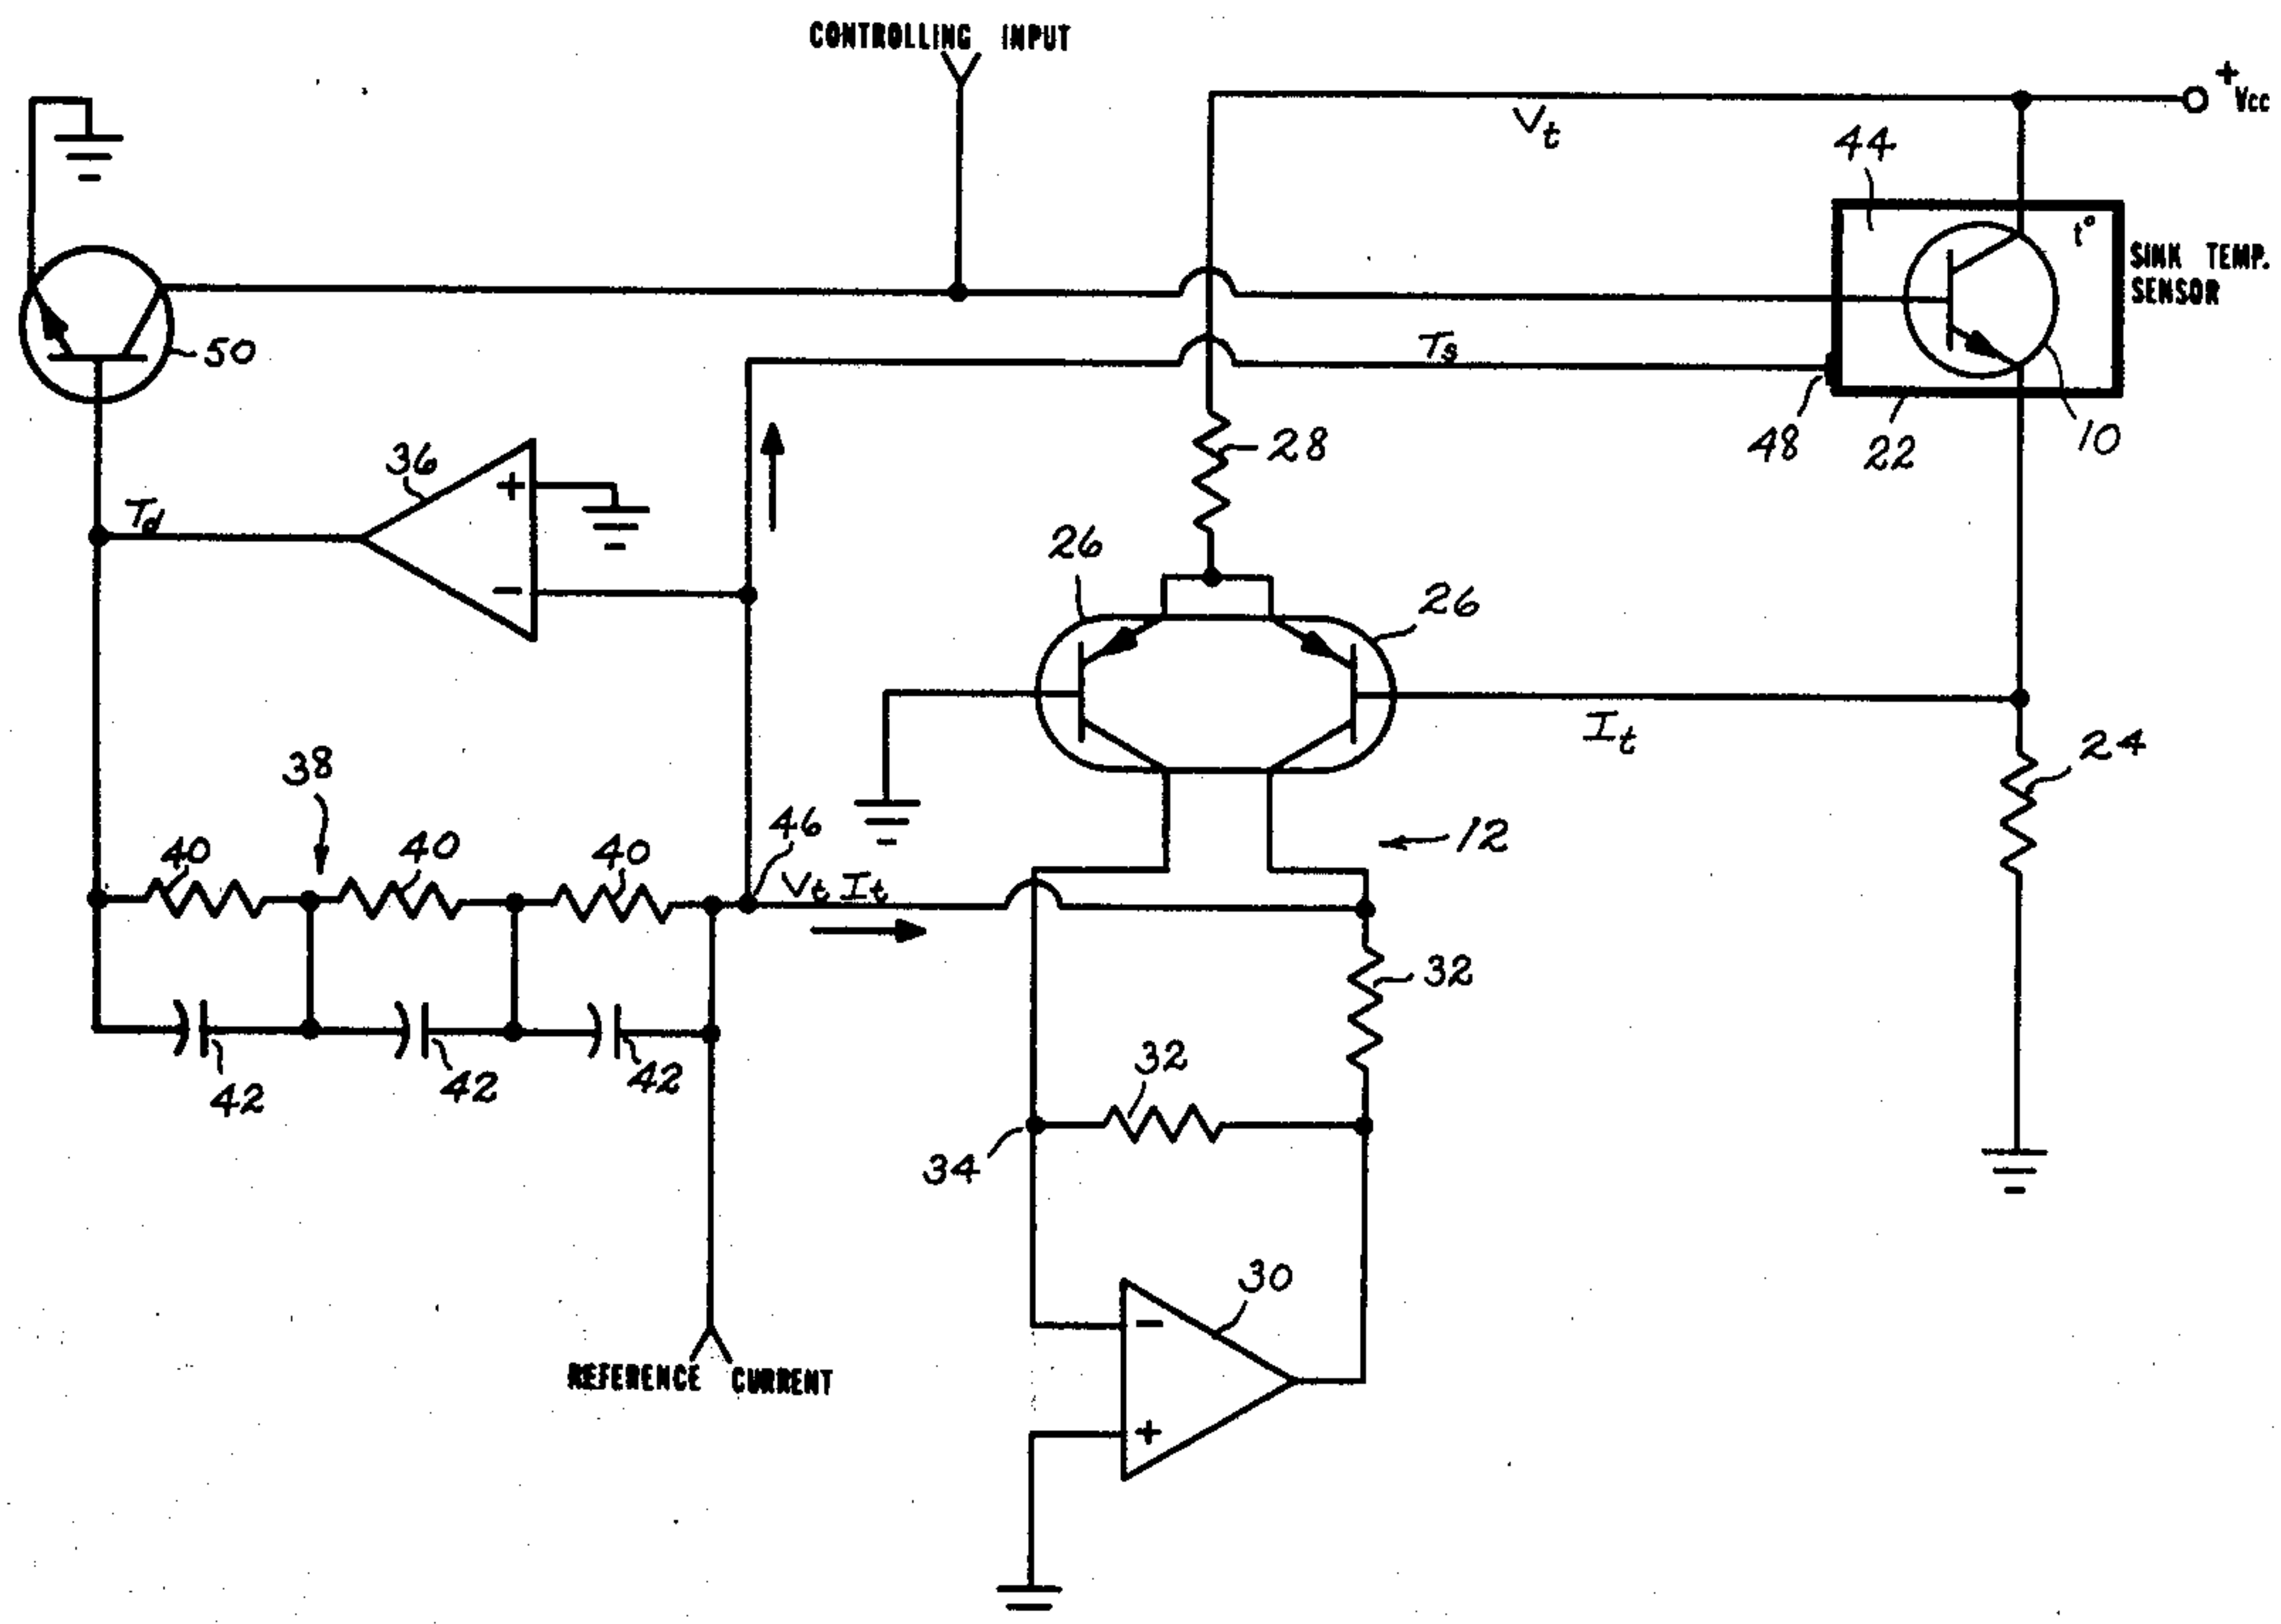 CONTROLLING INPUT
+
Vcc
Vt
44
t°
SINK TEMP.
SENSOR
50
Ts
48
22
10
28
36
+
Td
26
26
-
It
24
38
46
12
40
40
40
Vt It
32
42
42
42
32
34
30
-
REFERENCE CURRENT
+